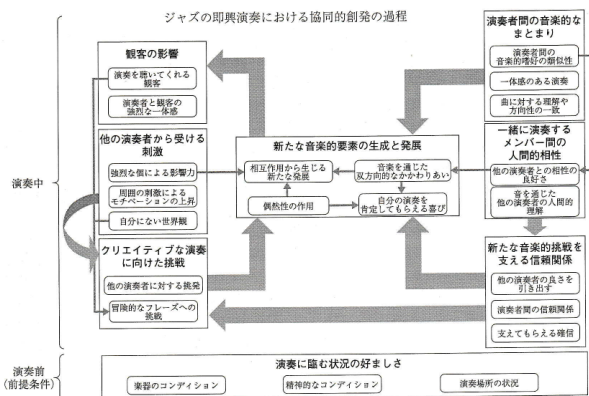 ジャズの即興演奏における協同的創発の過程
観客の影響
演奏を聴いてくれる
観客
演奏者と観客の
強烈な一体感
他の演奏者から受ける
刺激
強烈な個による影響力
周囲の刺激による
モチベーションの上昇
自分にない世界観
クリエイティブな演奏
に向けた挑戦
他の演奏者に対する挑発
冒険的なフレーズへの
挑戦
新たな音楽的要素の生成と発展
相互作用から生じる
新たな発展
音楽を通じた
双方向的なかかわりあい
偶然性の作用
自分の演奏を
肯定してもらえる喜び
演奏者間の音楽的な
まとまり
演奏者間の
音楽的嗜好の類似性
一体感のある演奏
曲に対する理解や
方向性の一致
一緒に演奏する
メンバー間の
人間的相性
他の演奏者との相性の
良好さ
音を通じた
他の演奏者の人間的
理解
新たな音楽的挑戦を
支える信頼関係
他の演奏者の良さを
引き出す
演奏者間の信頼関係
支えてもらえる確信
演奏中
演奏前
(前提条件)
演奏に臨む状況の好ましさ
楽器のコンディション
精神的なコンディション
演奏場所の状況